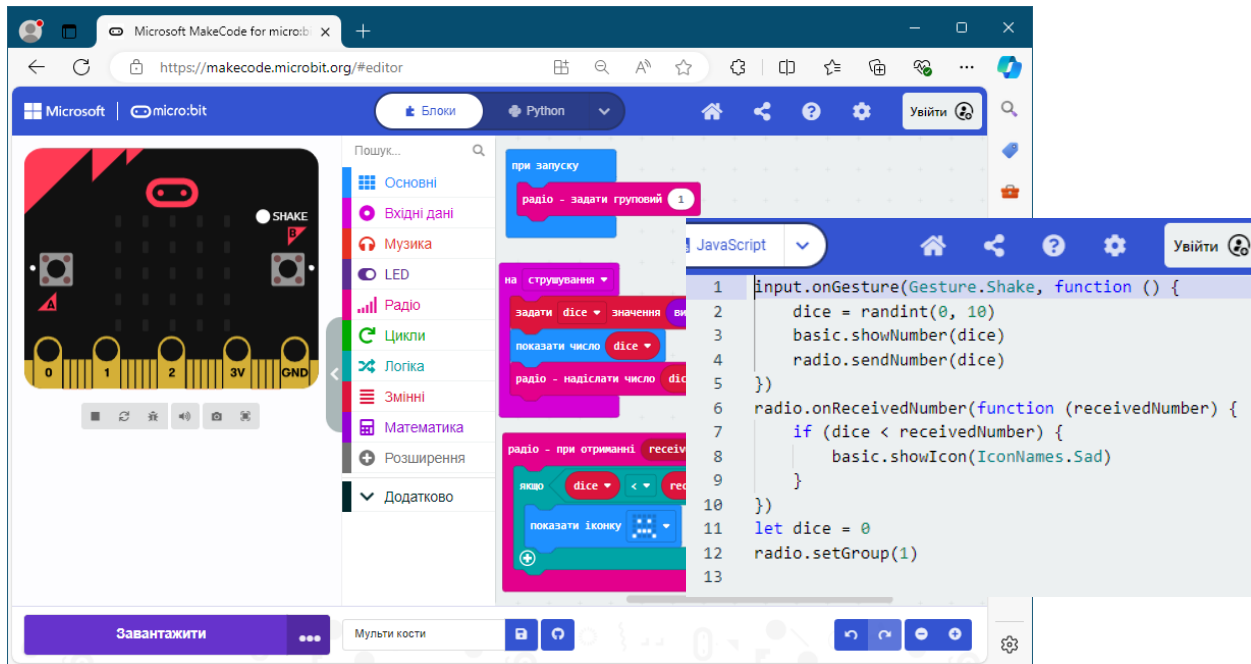 Microsoft MakeCode for micro:b
https://makecode.microbit.org/#editor
Microsoft micro:bit
Блоки
Python
Увійти
SHAKE
B
A
0 1 2 3V GND
Пошук...
Основні
Вхідні дані
Музика
LED
Радіо
Цикли
Логіка
Змінні
Математика
Розширення
Додатково
при запуску
радіо - задати груповий 1
на струшування
задати dice значення ви
показати число dice
радіо - надіслати число dic
радіо - при отриманні receiv
якщо dice < rec
показати іконку
JavaScript
Увійти
1 input.onGesture(Gesture.Shake, function () {
2 dice = randint(0, 10)
3 basic.showNumber(dice)
4 radio.sendNumber(dice)
5 })
6 radio.onReceivedNumber(function (receivedNumber) {
7 if (dice < receivedNumber) {
8 basic.showIcon(IconNames.Sad)
9 }
10 })
11 let dice = 0
12 radio.setGroup(1)
13
Завантажити
Мульти кости